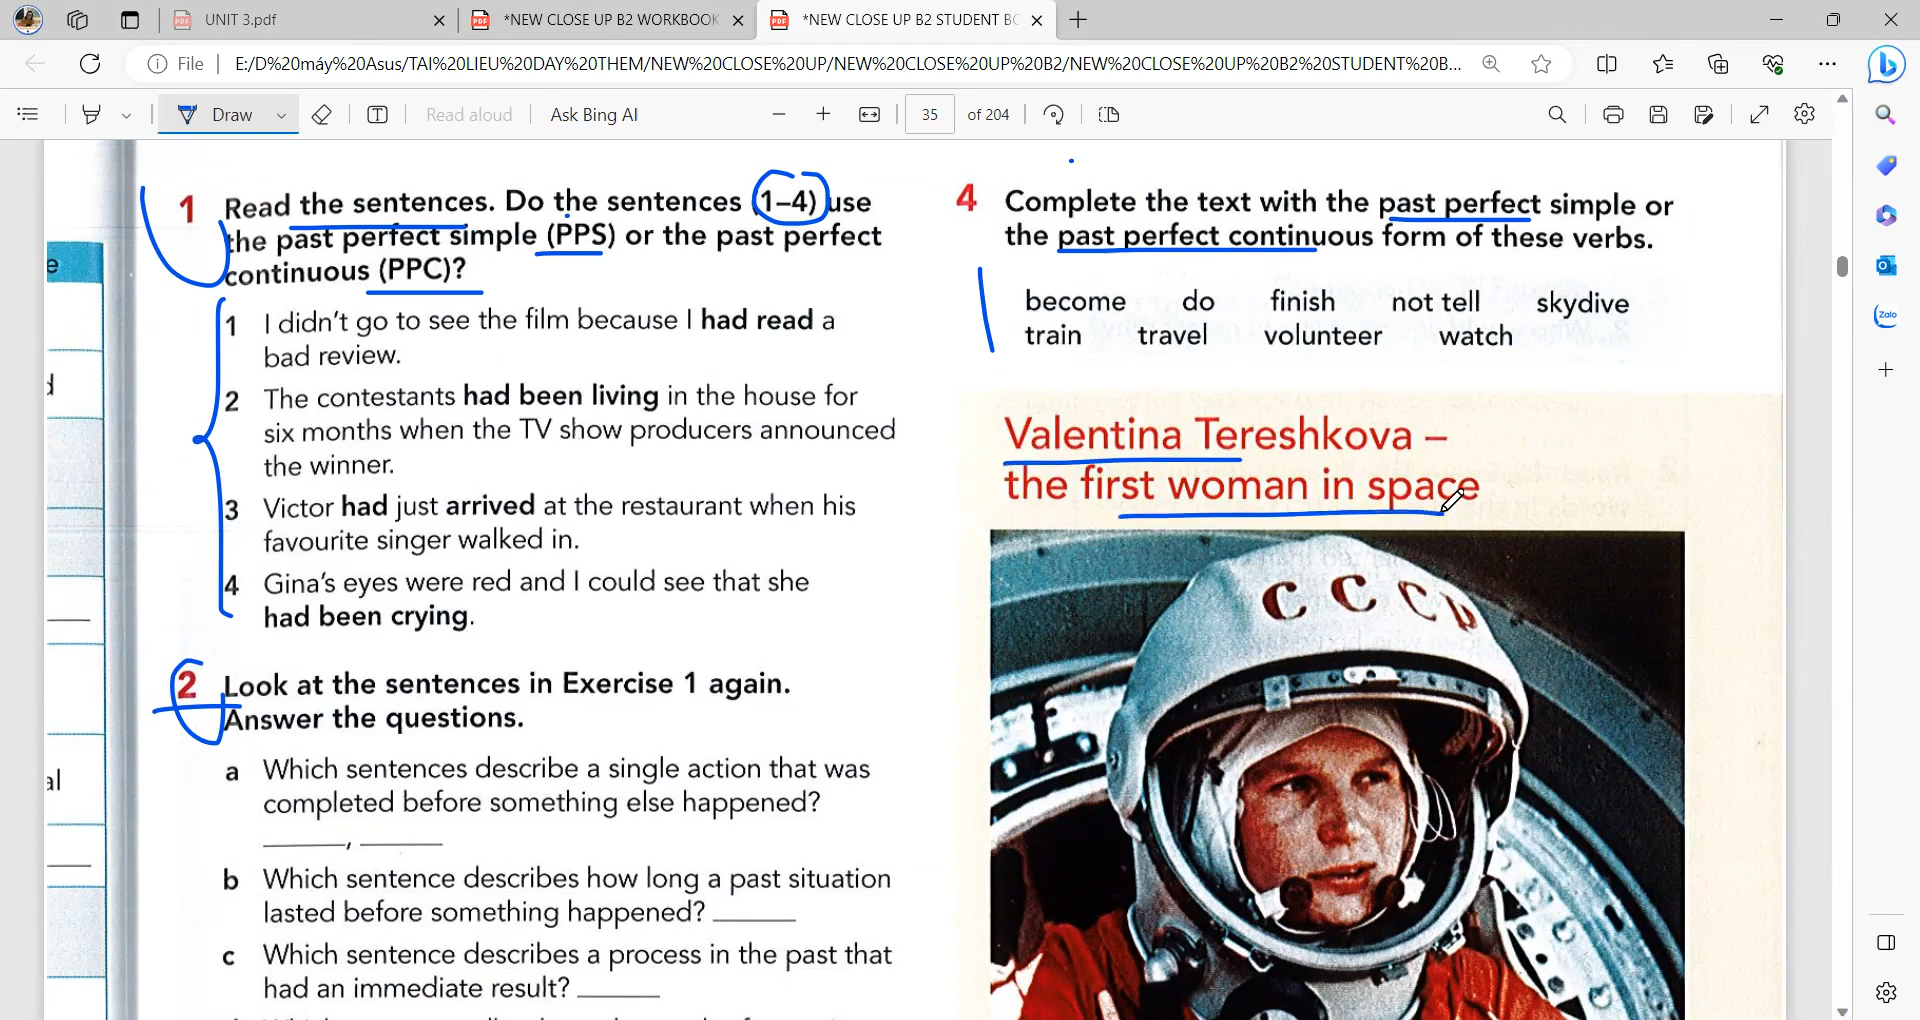 UNIT 3.pdf
*NEW CLOSE UP B2 WORKBOOK
*NEW CLOSE UP B2 STUDENT BO
File
E:/D%20máy%20Asus/TAI%20LIEU%20DAY%20THEM/NEW%20CLOSE%20UP/NEW%20CLOSE%20UP%20B2/NEW%20CLOSE%20UP%20B2%20STUDENT%20B...
Draw
Read aloud
Ask Bing AI
35
of 204
1 Read the sentences. Do the sentences (1–4) use
the past perfect simple (PPS) or the past perfect
continuous (PPC)?
1 I didn't go to see the film because I had read a
bad review.
2 The contestants had been living in the house for
six months when the TV show producers announced
the winner.
3 Victor had just arrived at the restaurant when his
favourite singer walked in.
4 Gina's eyes were red and I could see that she
had been crying.
2 Look at the sentences in Exercise 1 again.
Answer the questions.
a Which sentences describe a single action that was
completed before something else happened?
________, ________
b Which sentence describes how long a past situation
lasted before something happened? ________
c Which sentence describes a process in the past that
had an immediate result? ________
4 Complete the text with the past perfect simple or
the past perfect continuous form of these verbs.
become do finish not tell skydive
train travel volunteer watch
Valentina Tereshkova –
the first woman in space
CCCP
Zalo